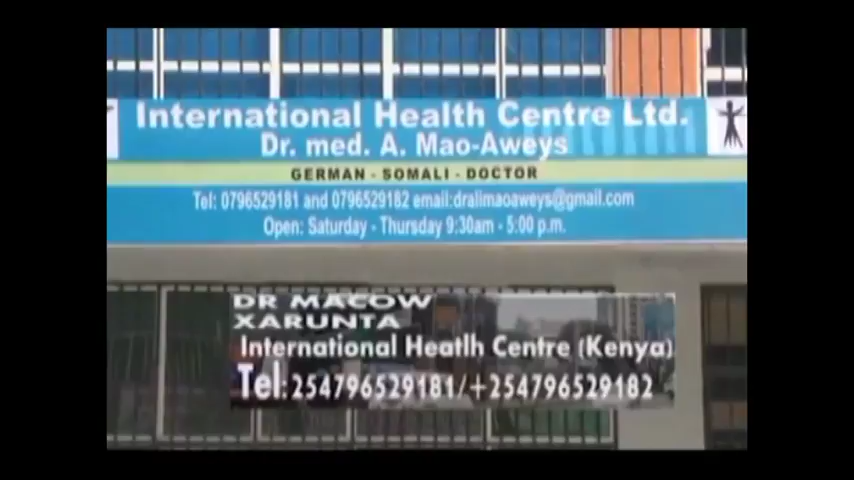 International Health Centre Ltd.
Dr. med. A. Mao-Aweys
GERMAN - SOMALI - DOCTOR
Tel: 0796529181 and 0796529182 email:dralimaoaweys@gmail.com
Open: Saturday - Thursday 9:30am - 5:00 p.m.
DR MACOW
XARUNTA
International Heatlh Centre (Kenya)
Tel:254796529181/+254796529182